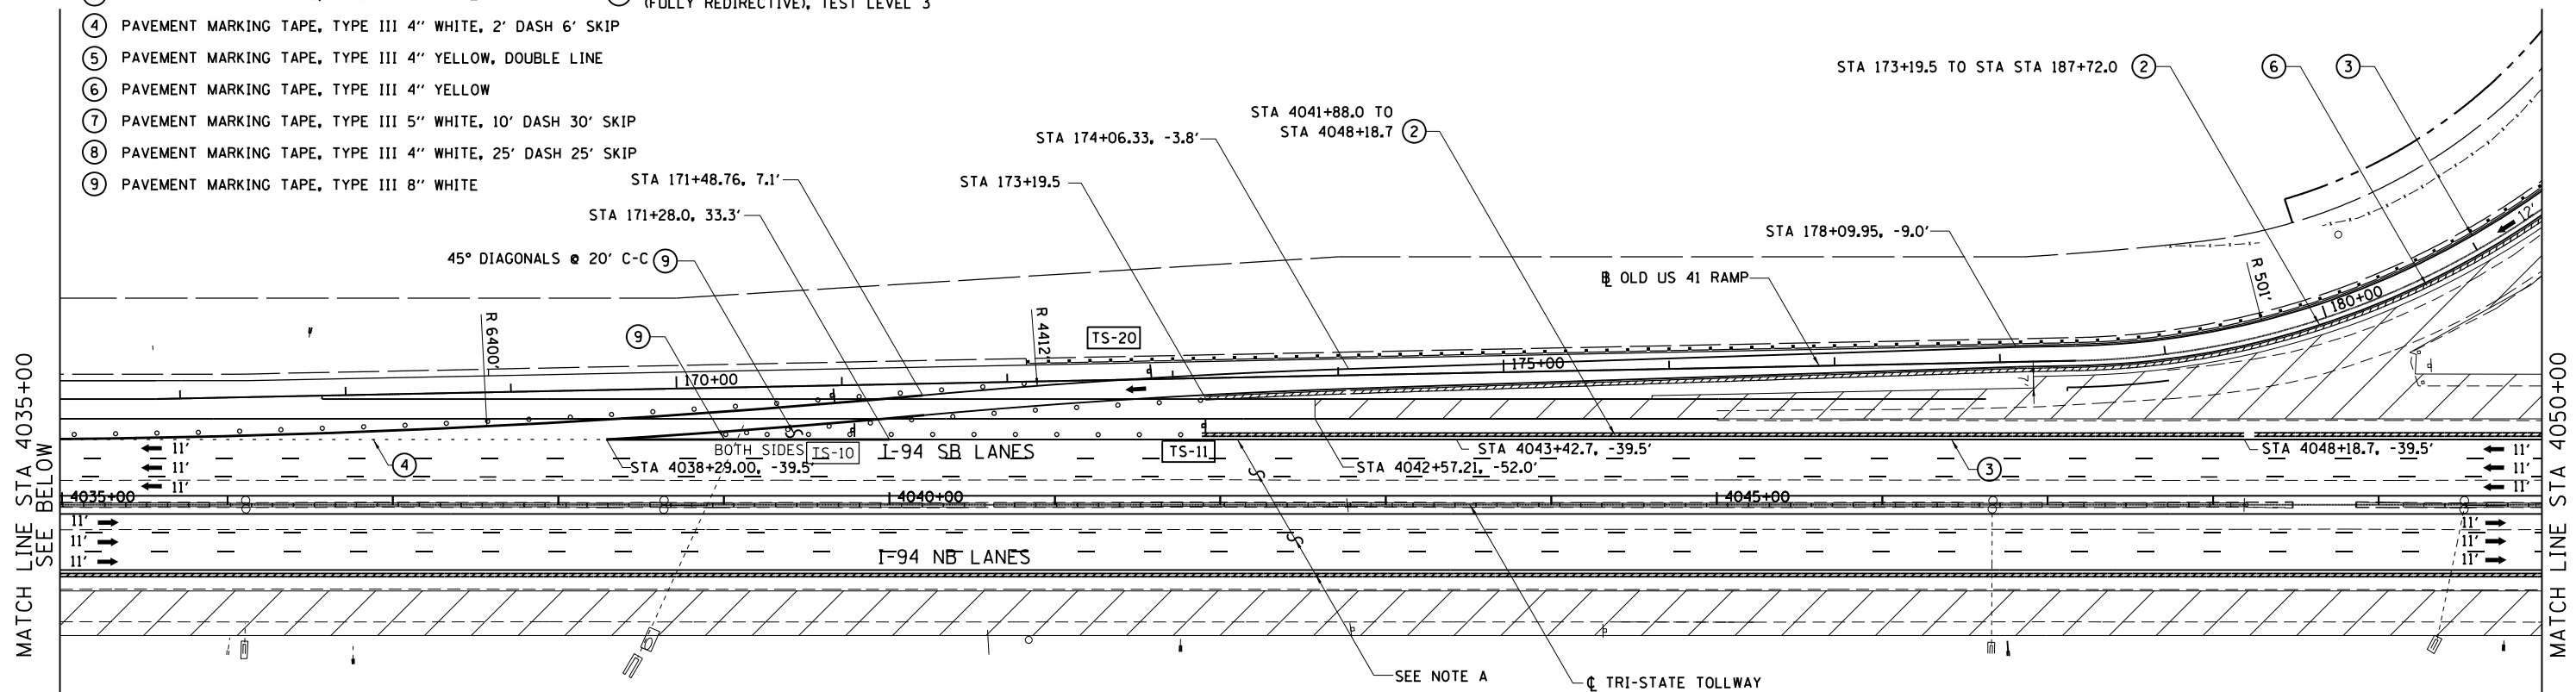 (FULLY REDIRECTIVE), TEST LEVEL 3
4 PAVEMENT MARKING TAPE, TYPE III 4'' WHITE, 2' DASH 6' SKIP
5 PAVEMENT MARKING TAPE, TYPE III 4'' YELLOW, DOUBLE LINE
6 PAVEMENT MARKING TAPE, TYPE III 4'' YELLOW
7 PAVEMENT MARKING TAPE, TYPE III 5'' WHITE, 10' DASH 30' SKIP
8 PAVEMENT MARKING TAPE, TYPE III 4'' WHITE, 25' DASH 25' SKIP
9 PAVEMENT MARKING TAPE, TYPE III 8'' WHITE
STA 173+19.5 TO STA STA 187+72.0 2
6
3
STA 4041+88.0 TO
STA 4048+18.7 2
STA 174+06.33, -3.8'
STA 171+48.76, 7.1'
STA 173+19.5
STA 171+28.0, 33.3'
STA 178+09.95, -9.0'
45° DIAGONALS @ 20' C-C 9
℄ OLD US 41 RAMP
12'
R 501'
180+00
R 6400'
9
R 4412'
TS-20
170+00
175+00
7'
MATCH LINE STA 4035+00
SEE BELOW
MATCH LINE STA 4050+00
11'
11'
11'
4
BOTH SIDES
TS-10
I-94 SB LANES
TS-11
STA 4038+29.00, -39.5'
STA 4043+42.7, -39.5'
STA 4042+57.21, -52.0'
3
STA 4048+18.7, -39.5'
11'
11'
11'
4035+00
4040+00
4045+00
11'
11'
11'
I-94 NB LANES
11'
11'
11'
SEE NOTE A
℄ TRI-STATE TOLLWAY